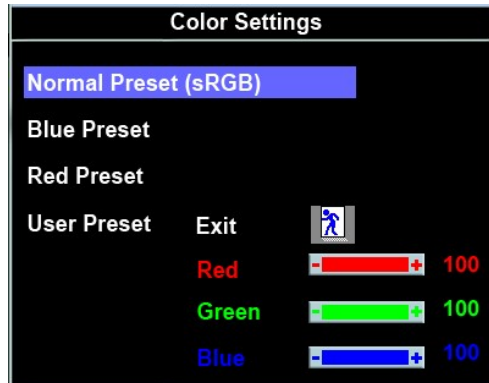 Color Settings
Normal Preset (sRGB)
Blue Preset
Red Preset
User Preset Exit
Red - + 100
Green - + 100
Blue - + 100